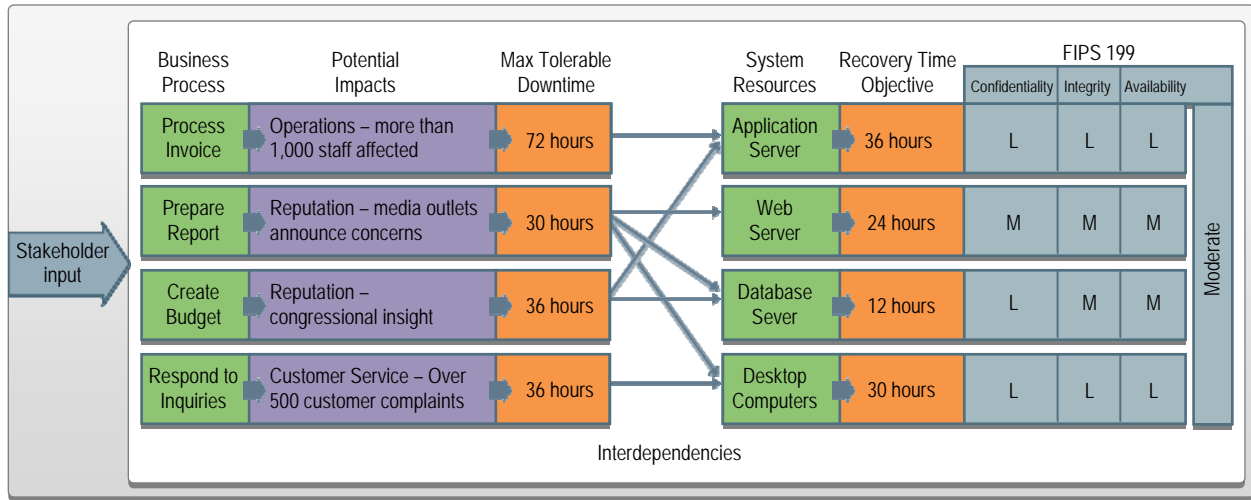 Stakeholder
input
Business
Process
Potential
Impacts
Max Tolerable
Downtime
System
Resources
Recovery Time
Objective
FIPS 199
Confidentiality
Integrity
Availability
Process
Invoice
Operations – more than
1,000 staff affected
72 hours
Application
Server
36 hours
L
L
L
Prepare
Report
Reputation – media outlets
announce concerns
30 hours
Web
Server
24 hours
M
M
M
Create
Budget
Reputation –
congressional insight
36 hours
Database
Sever
12 hours
L
M
M
Respond to
Inquiries
Customer Service – Over
500 customer complaints
36 hours
Desktop
Computers
30 hours
L
L
L
Moderate
Interdependencies